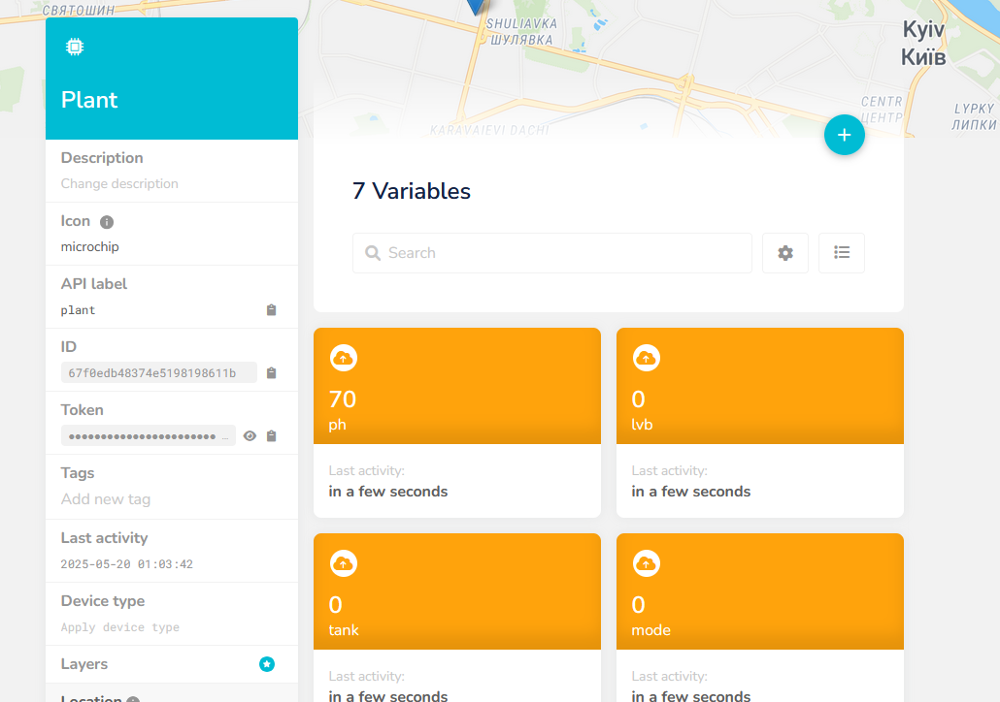 СВЯТОШИН
SHULIAVKA
ШУЛЯВКА
Kyiv
Київ
CENTR
ЦЕНТР
LYPKY
ЛИПКИ
KARAVAIEVI DACHI
Plant
Description
Change description
Icon
microchip
API label
plant
ID
67f0edb48374e5198198611b
Token
●●●●●●●●●●●●●●●●●●●●●●● …
Tags
Add new tag
Last activity
2025-05-20 01:03:42
Device type
Apply device type
Layers
Location
7 Variables
Search
70
ph
Last activity:
in a few seconds
0
lvb
Last activity:
in a few seconds
0
tank
Last activity:
in a few seconds
0
mode
Last activity:
in a few seconds